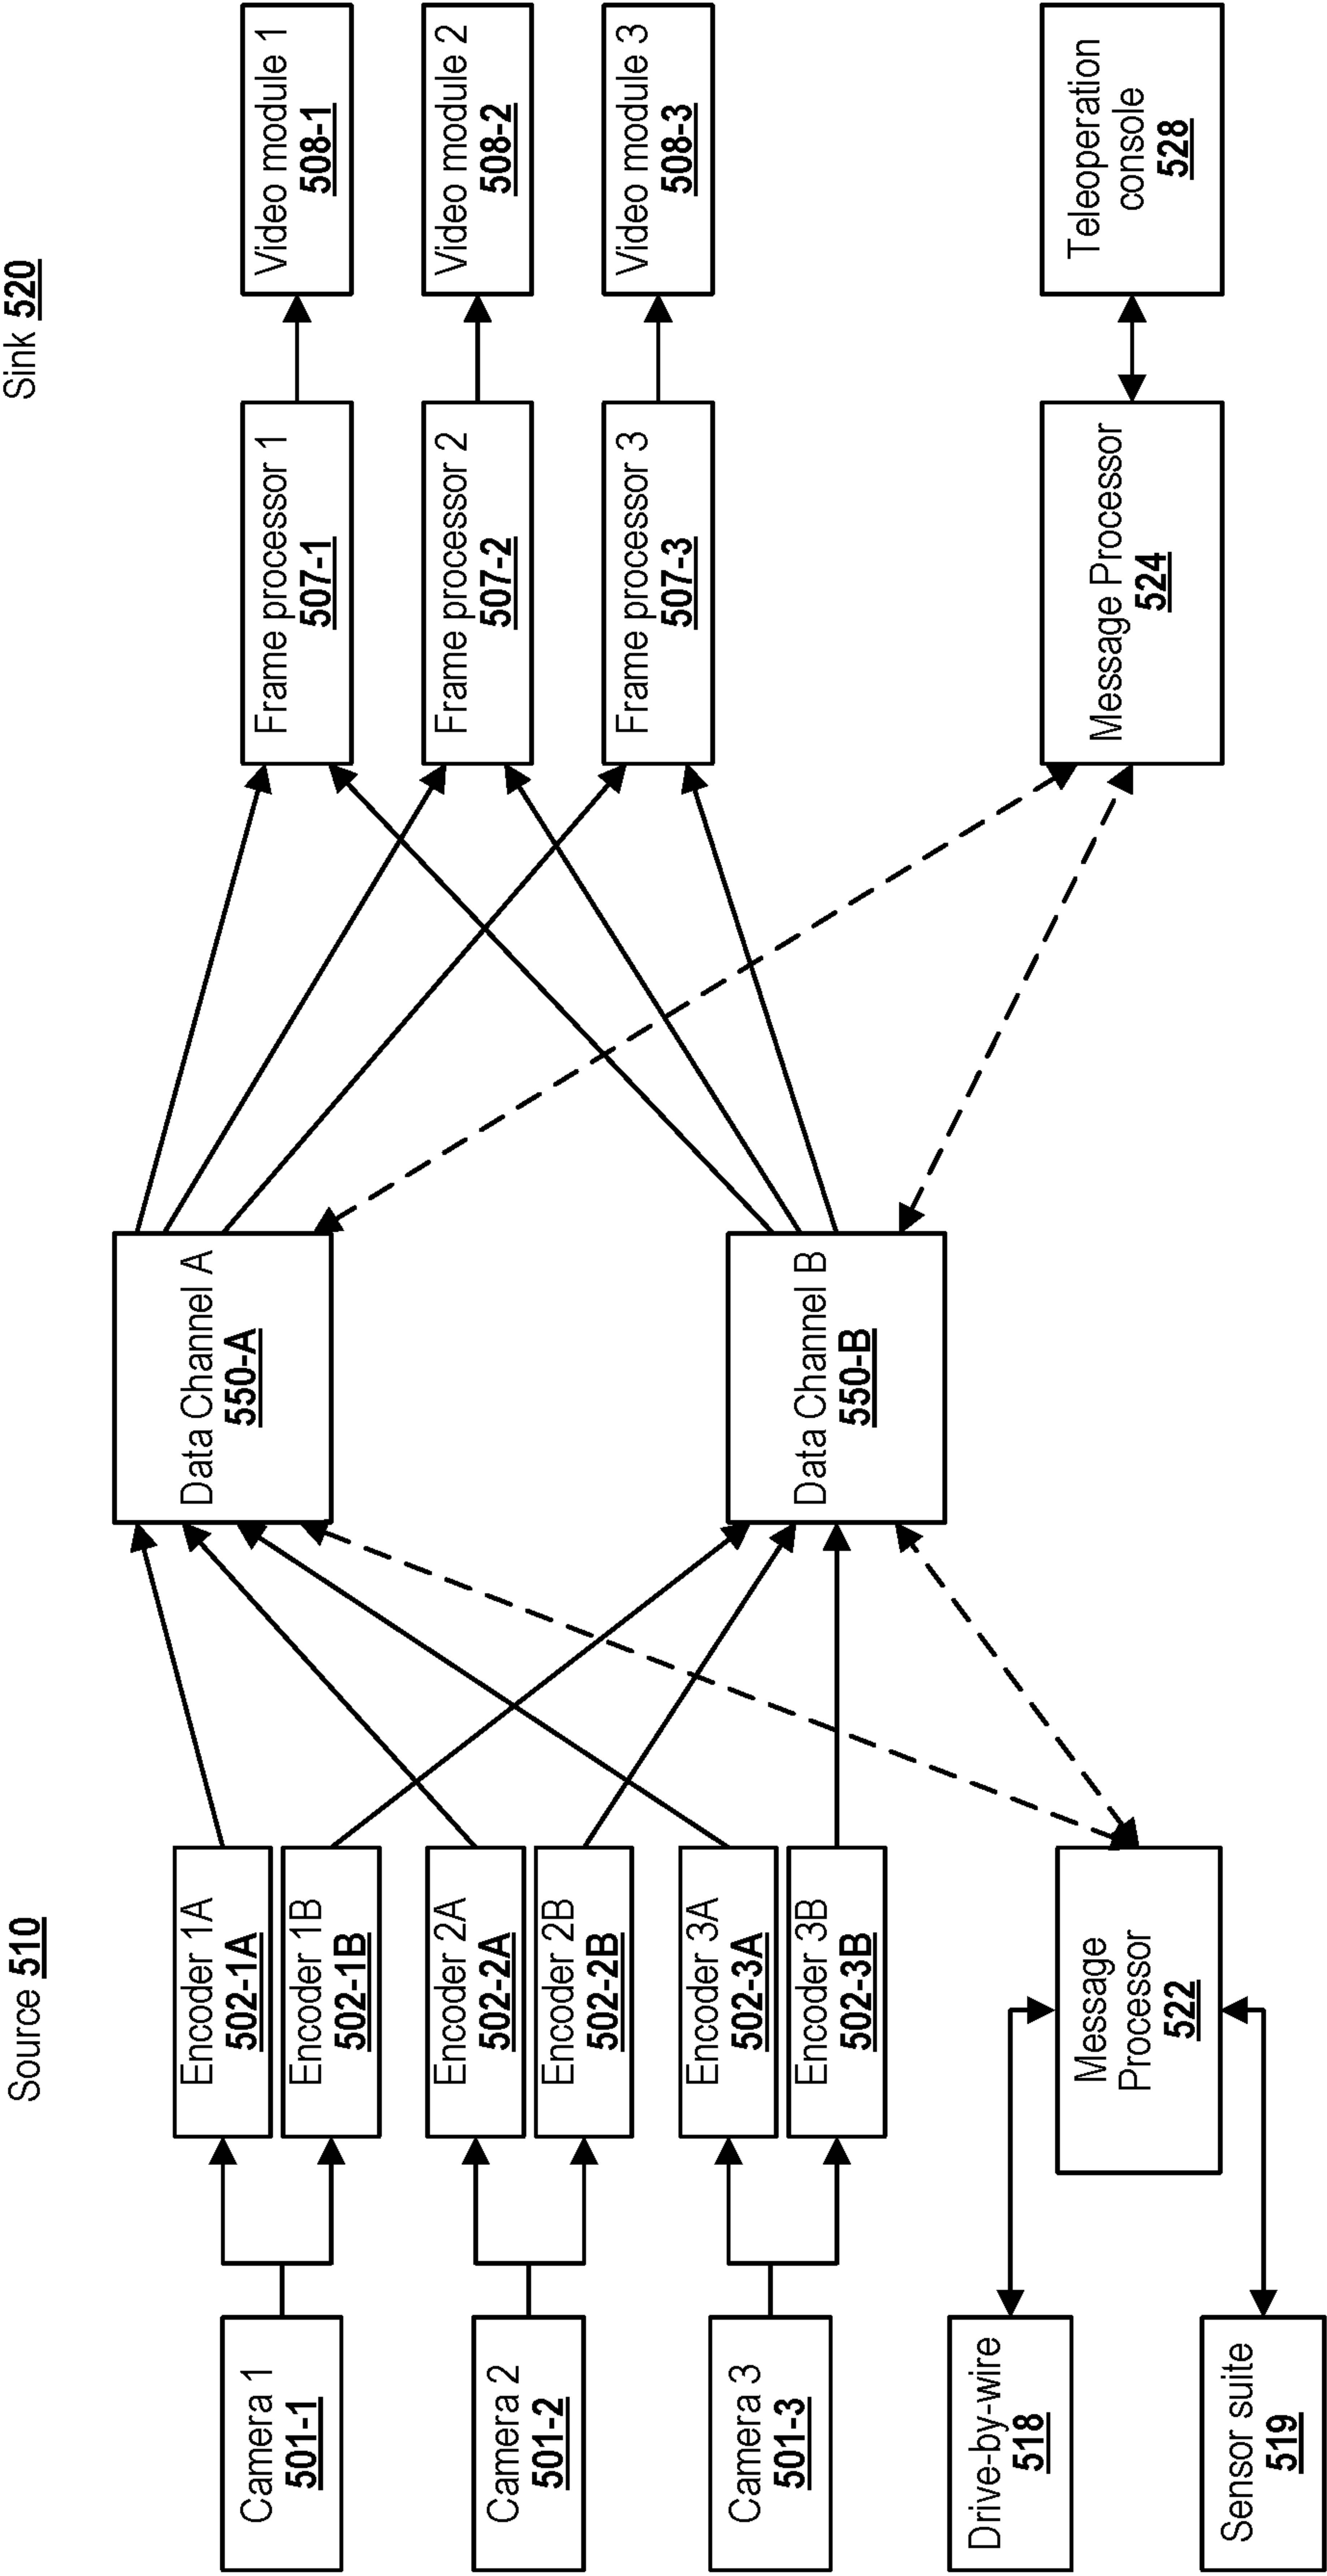 Source 510
Sink 520
Camera 1
501-1
Encoder 1A
502-1A
Encoder 1B
502-1B
Camera 2
501-2
Encoder 2A
502-2A
Encoder 2B
502-2B
Camera 3
501-3
Encoder 3A
502-3A
Encoder 3B
502-3B
Drive-by-wire
518
Sensor suite
519
Message
Processor
522
Data Channel A
550-A
Data Channel B
550-B
Frame processor 1
507-1
Frame processor 2
507-2
Frame processor 3
507-3
Message Processor
524
Video module 1
508-1
Video module 2
508-2
Video module 3
508-3
Teleoperation
console
528